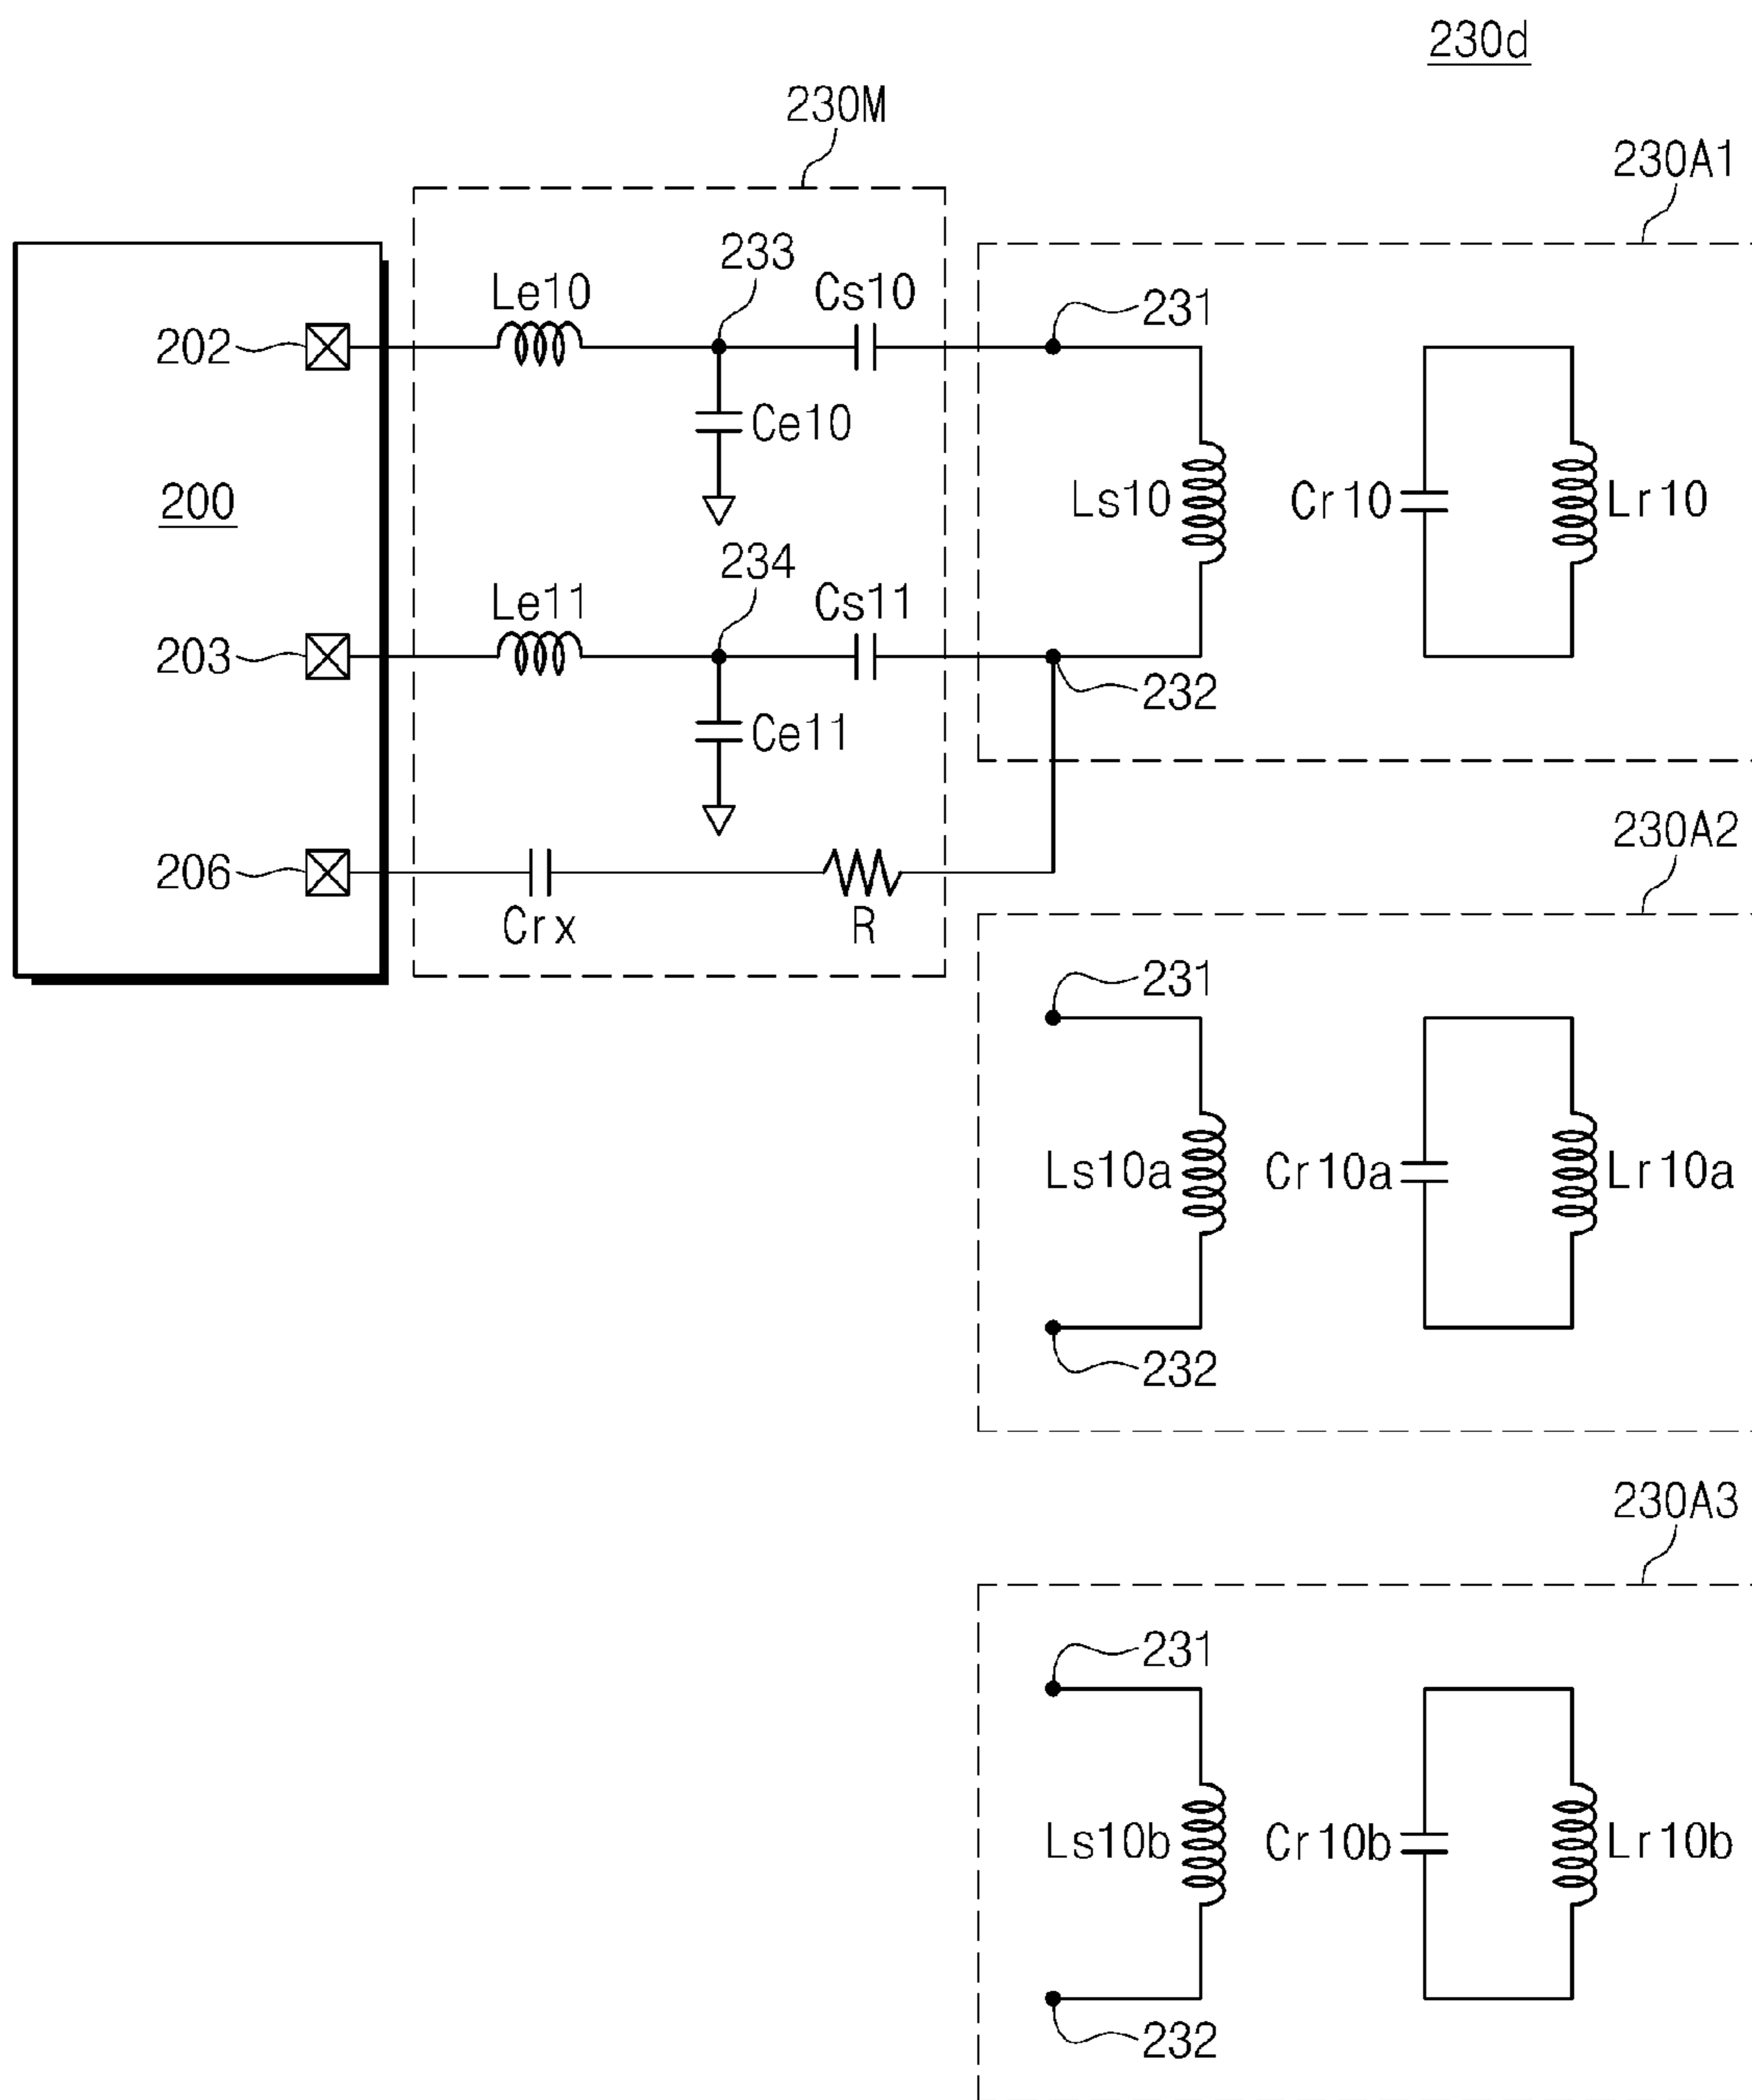 230d
230M
230A1
233
Le10
Cs10
231
202
Ce10
200
Ls10
Cr10
Lr10
234
Le11
Cs11
203
232
Ce11
206
Crx
R
230A2
231
Ls10a
Cr10a
Lr10a
232
230A3
231
Ls10b
Cr10b
Lr10b
232